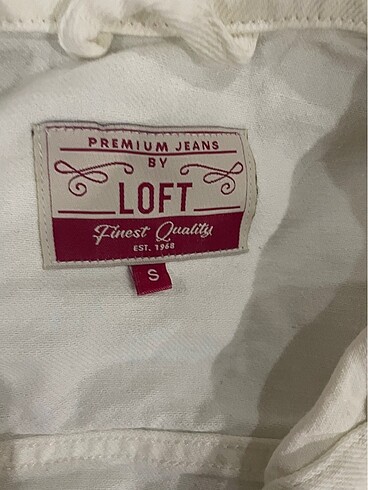 PREMIUM JEANS
BY
LOFT
Finest Quality
EST. 1968
S